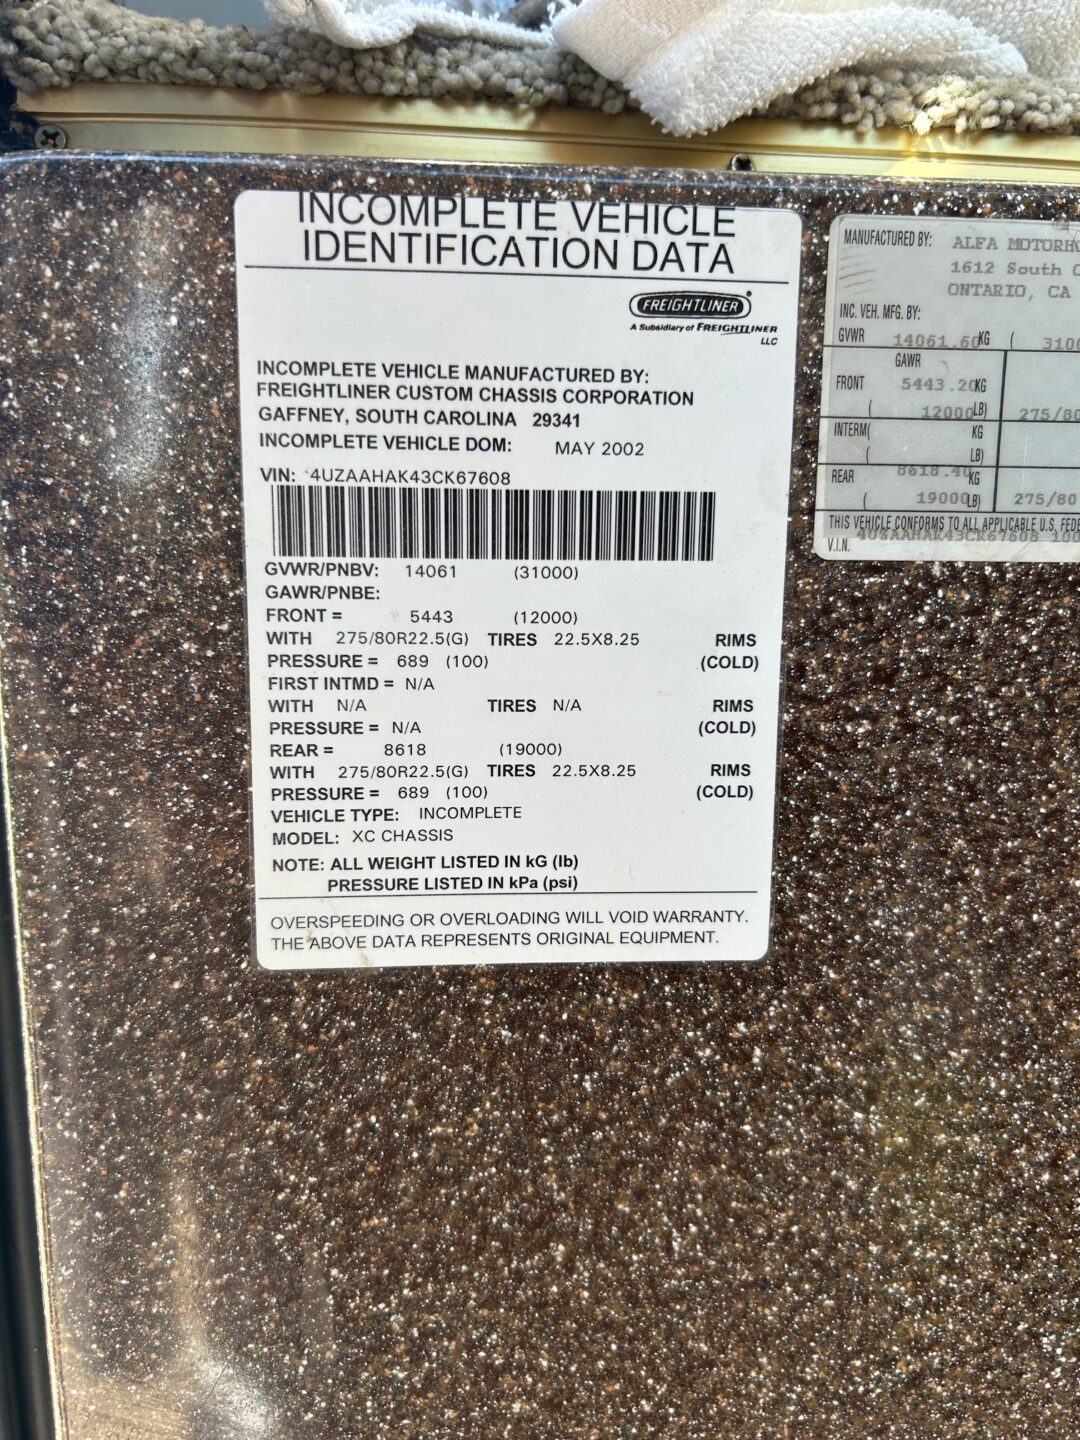 INCOMPLETE VEHICLE
IDENTIFICATION DATA
FREIGHTLINER
A Subsidiary of FREIGHTLINER
LLC
INCOMPLETE VEHICLE MANUFACTURED BY:
FREIGHTLINER CUSTOM CHASSIS CORPORATION
GAFFNEY, SOUTH CAROLINA 29341
INCOMPLETE VEHICLE DOM: MAY 2002
VIN: 4UZAAHAK43CK67608
GVWR/PNBV: 14061 (31000)
GAWR/PNBE:
FRONT = 5443 (12000)
WITH 275/80R22.5(G) TIRES 22.5X8.25 RIMS
PRESSURE = 689 (100) (COLD)
FIRST INTMD = N/A
WITH N/A TIRES N/A RIMS
PRESSURE = N/A (COLD)
REAR = 8618 (19000)
WITH 275/80R22.5(G) TIRES 22.5X8.25 RIMS
PRESSURE = 689 (100) (COLD)
VEHICLE TYPE: INCOMPLETE
MODEL: XC CHASSIS
NOTE: ALL WEIGHT LISTED IN kG (lb)
PRESSURE LISTED IN kPa (psi)
OVERSPEEDING OR OVERLOADING WILL VOID WARRANTY.
THE ABOVE DATA REPRESENTS ORIGINAL EQUIPMENT.
MANUFACTURED BY: ALFA
1612 South
ONTARIO, CA
INC. VEH. MFG. BY:
GVWR 14061.60 KG (
GAWR
FRONT 5443.20 KG
( 12000 LB) 275/80
INTERM ( KG
( LB)
REAR 8618.40 KG
( 19000 LB) 275/80
THIS VEHICLE CONFORMS TO ALL APPLICABLE U.S.
V.I.N. 4UZAAHAK43CK67608